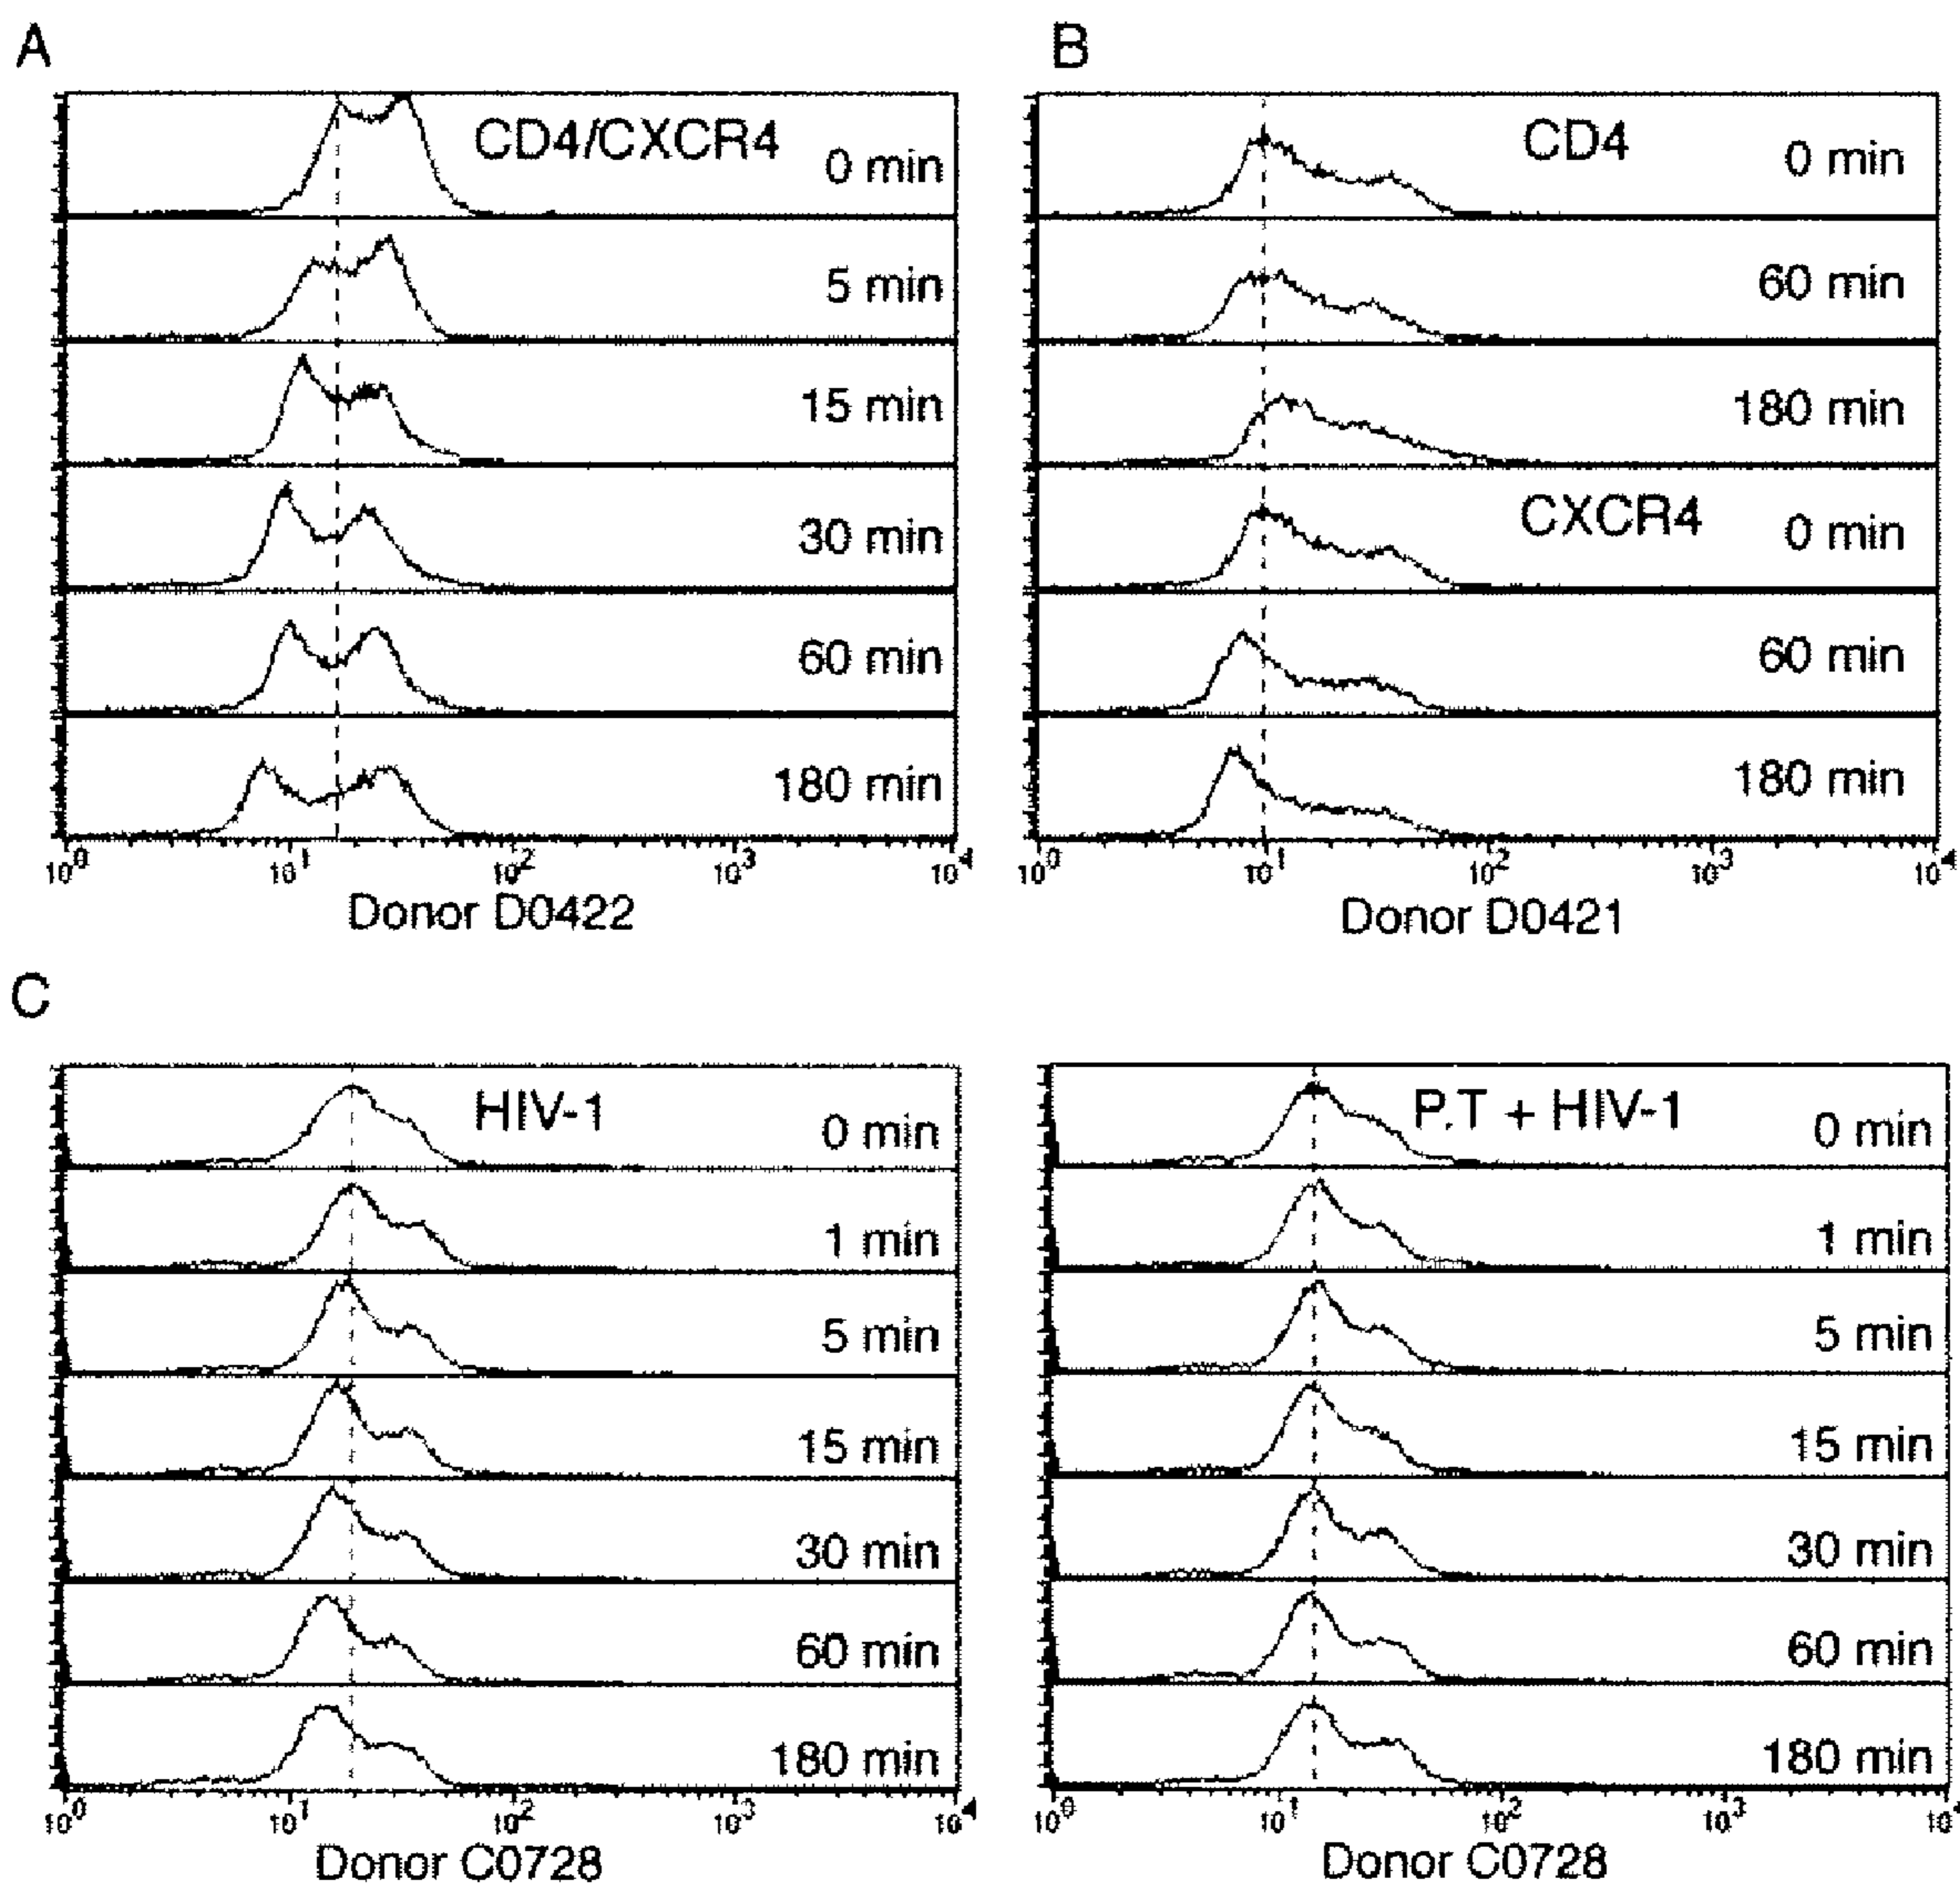 A
CD4/CXCR4
0 min
5 min
15 min
30 min
60 min
180 min
10⁰ 10¹ 10² 10³ 10⁴
Donor D0422
B
CD4
0 min
60 min
180 min
CXCR4
0 min
60 min
180 min
10⁰ 10¹ 10² 10³ 10⁴
Donor D0421
C
HIV-1
0 min
1 min
5 min
15 min
30 min
60 min
180 min
10⁰ 10¹ 10² 10³ 10⁴
Donor C0728
P.T + HIV-1
0 min
1 min
5 min
15 min
30 min
60 min
180 min
10⁰ 10¹ 10² 10³
Donor C0728